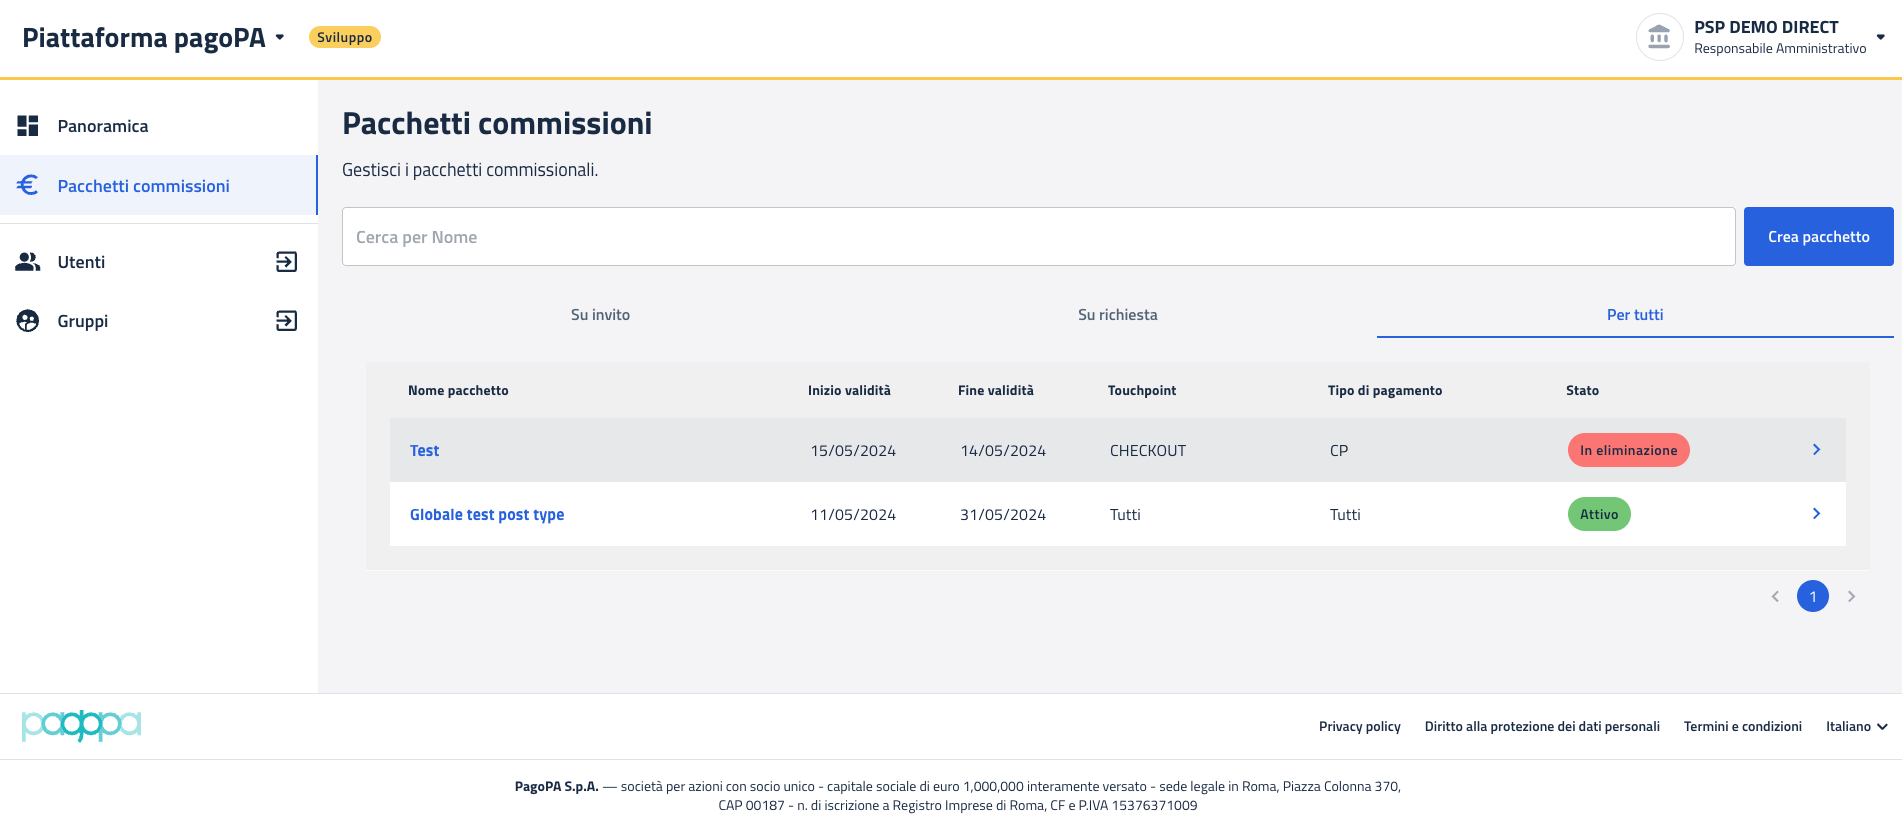 Piattaforma pagoPA
Sviluppo
PSP DEMO DIRECT
Responsabile Amministrativo
Panoramica
Pacchetti commissioni
Utenti
Gruppi
Pacchetti commissioni
Gestisci i pacchetti commissionali.
Cerca per Nome
Crea pacchetto
Su invito
Su richiesta
Per tutti
Nome pacchetto Inizio validità Fine validità Touchpoint Tipo di pagamento Stato
Test 15/05/2024 14/05/2024 CHECKOUT CP In eliminazione
Globale test post type 11/05/2024 31/05/2024 Tutti Tutti Attivo
1
pagopa
Privacy policy Diritto alla protezione dei dati personali Termini e condizioni Italiano
PagoPA S.p.A. — società per azioni con socio unico - capitale sociale di euro 1,000,000 interamente versato - sede legale in Roma, Piazza Colonna 370,
CAP 00187 - n. di iscrizione a Registro Imprese di Roma, CF e P.IVA 15376371009